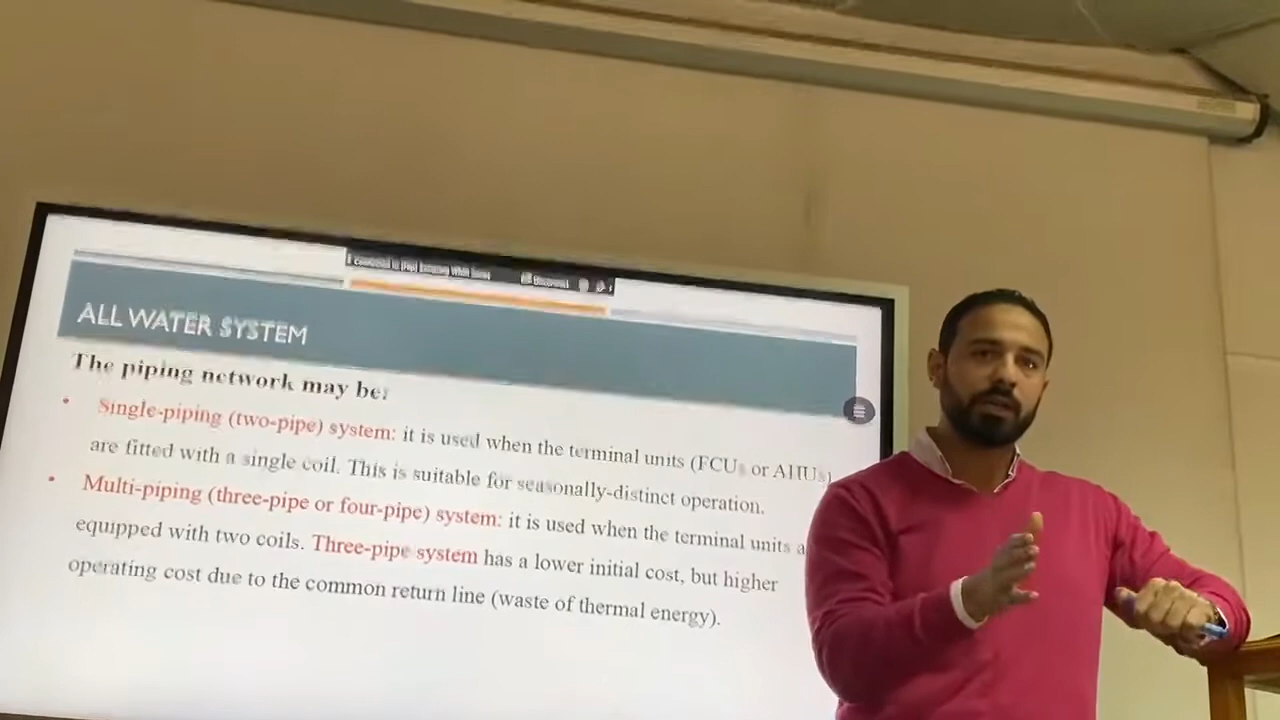 Disconnect
ALL WATER SYSTEM
The piping network may be:
• Single-piping (two-pipe) system: it is used when the terminal units (FCUs or AHUs)
are fitted with a single coil. This is suitable for seasonally-distinct operation.
• Multi-piping (three-pipe or four-pipe) system: it is used when the terminal units
equipped with two coils. Three-pipe system has a lower initial cost, but higher
operating cost due to the common return line (waste of thermal energy).